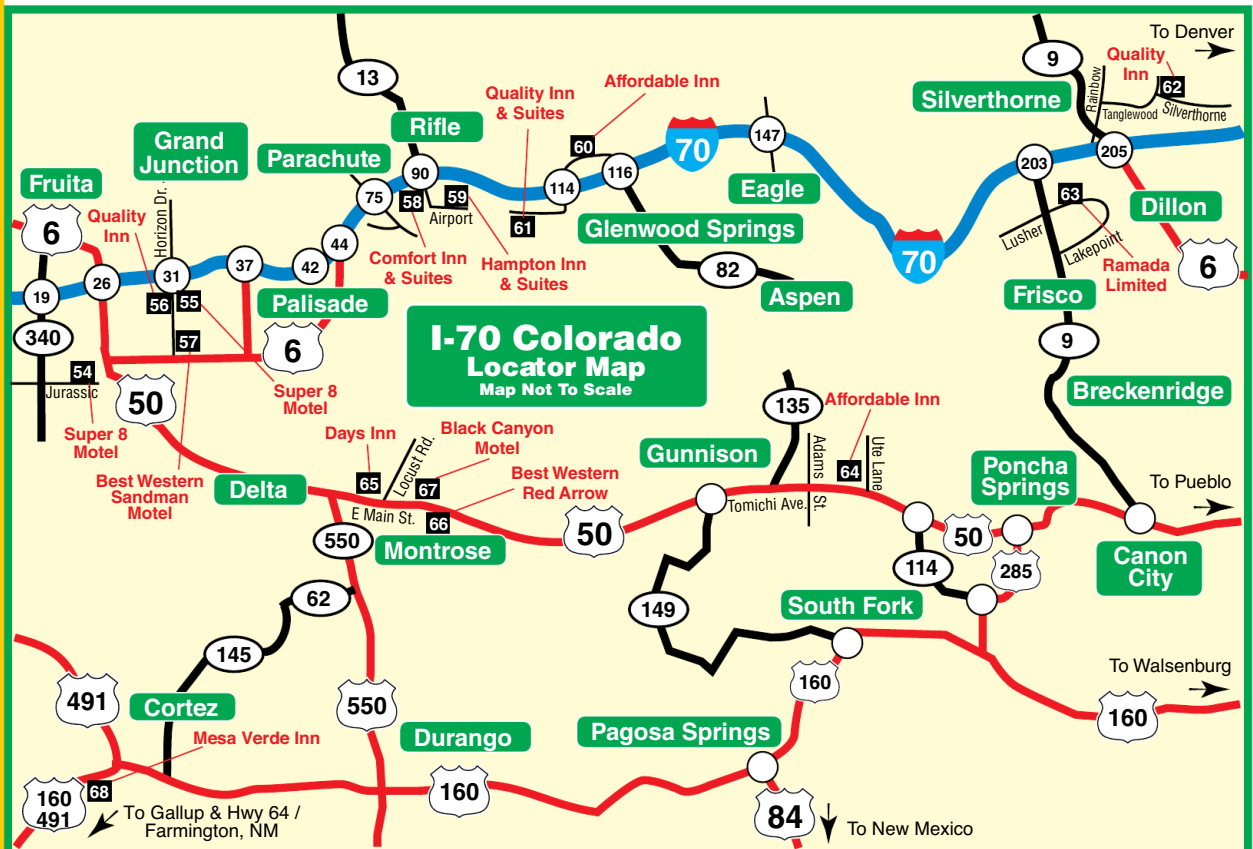 To Denver
9
Quality
Inn
62
Rainbow
Tanglewood
Silverthorne
Silverthorne
13
Affordable Inn
Quality Inn
& Suites
Rifle
Grand
Junction
Parachute
60
70
147
205
203
90
116
114
75
Fruita
6
Quality
Inn
Horizon Dr.
58
59
Airport
61
Eagle
63
Dillon
Glenwood Springs
Lusher
Lakepoint
Comfort Inn
& Suites
Hampton Inn
& Suites
Ramada
Limited
70
6
44
42
37
31
26
19
82
Aspen
Frisco
56
55
Palisade
340
57
6
I-70 Colorado
Locator Map
Map Not To Scale
9
54
Jurassic
50
Super 8
Motel
Super 8
Motel
Best Western
Sandman
Motel
Breckenridge
135
Affordable Inn
Days Inn
Locust Rd.
Black Canyon
Motel
Gunnison
Adams St.
Ute Lane
64
Poncha
Springs
To Pueblo
Delta
65
67
Best Western
Red Arrow
E Main St.
66
Tomichi Ave.
50
50
550
Montrose
Canon
City
114
285
62
149
South Fork
145
160
To Walsenburg
491
Cortez
550
160
Mesa Verde Inn
Durango
Pagosa Springs
160
491
68
160
To Gallup & Hwy 64 /
Farmington, NM
84
To New Mexico